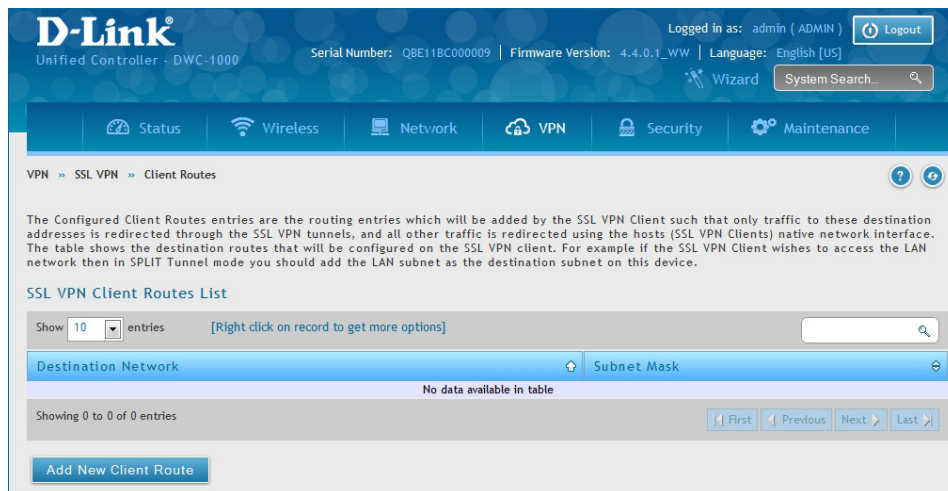 D-Link®
Unified Controller - DWC-1000
Logged in as: admin ( ADMIN ) Logout
Serial Number: QBE11BC000009 | Firmware Version: 4.4.0.1_WW | Language: English [US]
Wizard System Search...
Status Wireless Network VPN Security Maintenance
VPN » SSL VPN » Client Routes
The Configured Client Routes entries are the routing entries which will be added by the SSL VPN Client such that only traffic to these destination
addresses is redirected through the SSL VPN tunnels, and all other traffic is redirected using the hosts (SSL VPN Clients) native network interface.
The table shows the destination routes that will be configured on the SSL VPN client. For example if the SSL VPN Client wishes to access the LAN
network then in SPLIT Tunnel mode you should add the LAN subnet as the destination subnet on this device.
SSL VPN Client Routes List
Show 10 entries [Right click on record to get more options]
Destination Network Subnet Mask
No data available in table
Showing 0 to 0 of 0 entries First Previous Next Last
Add New Client Route